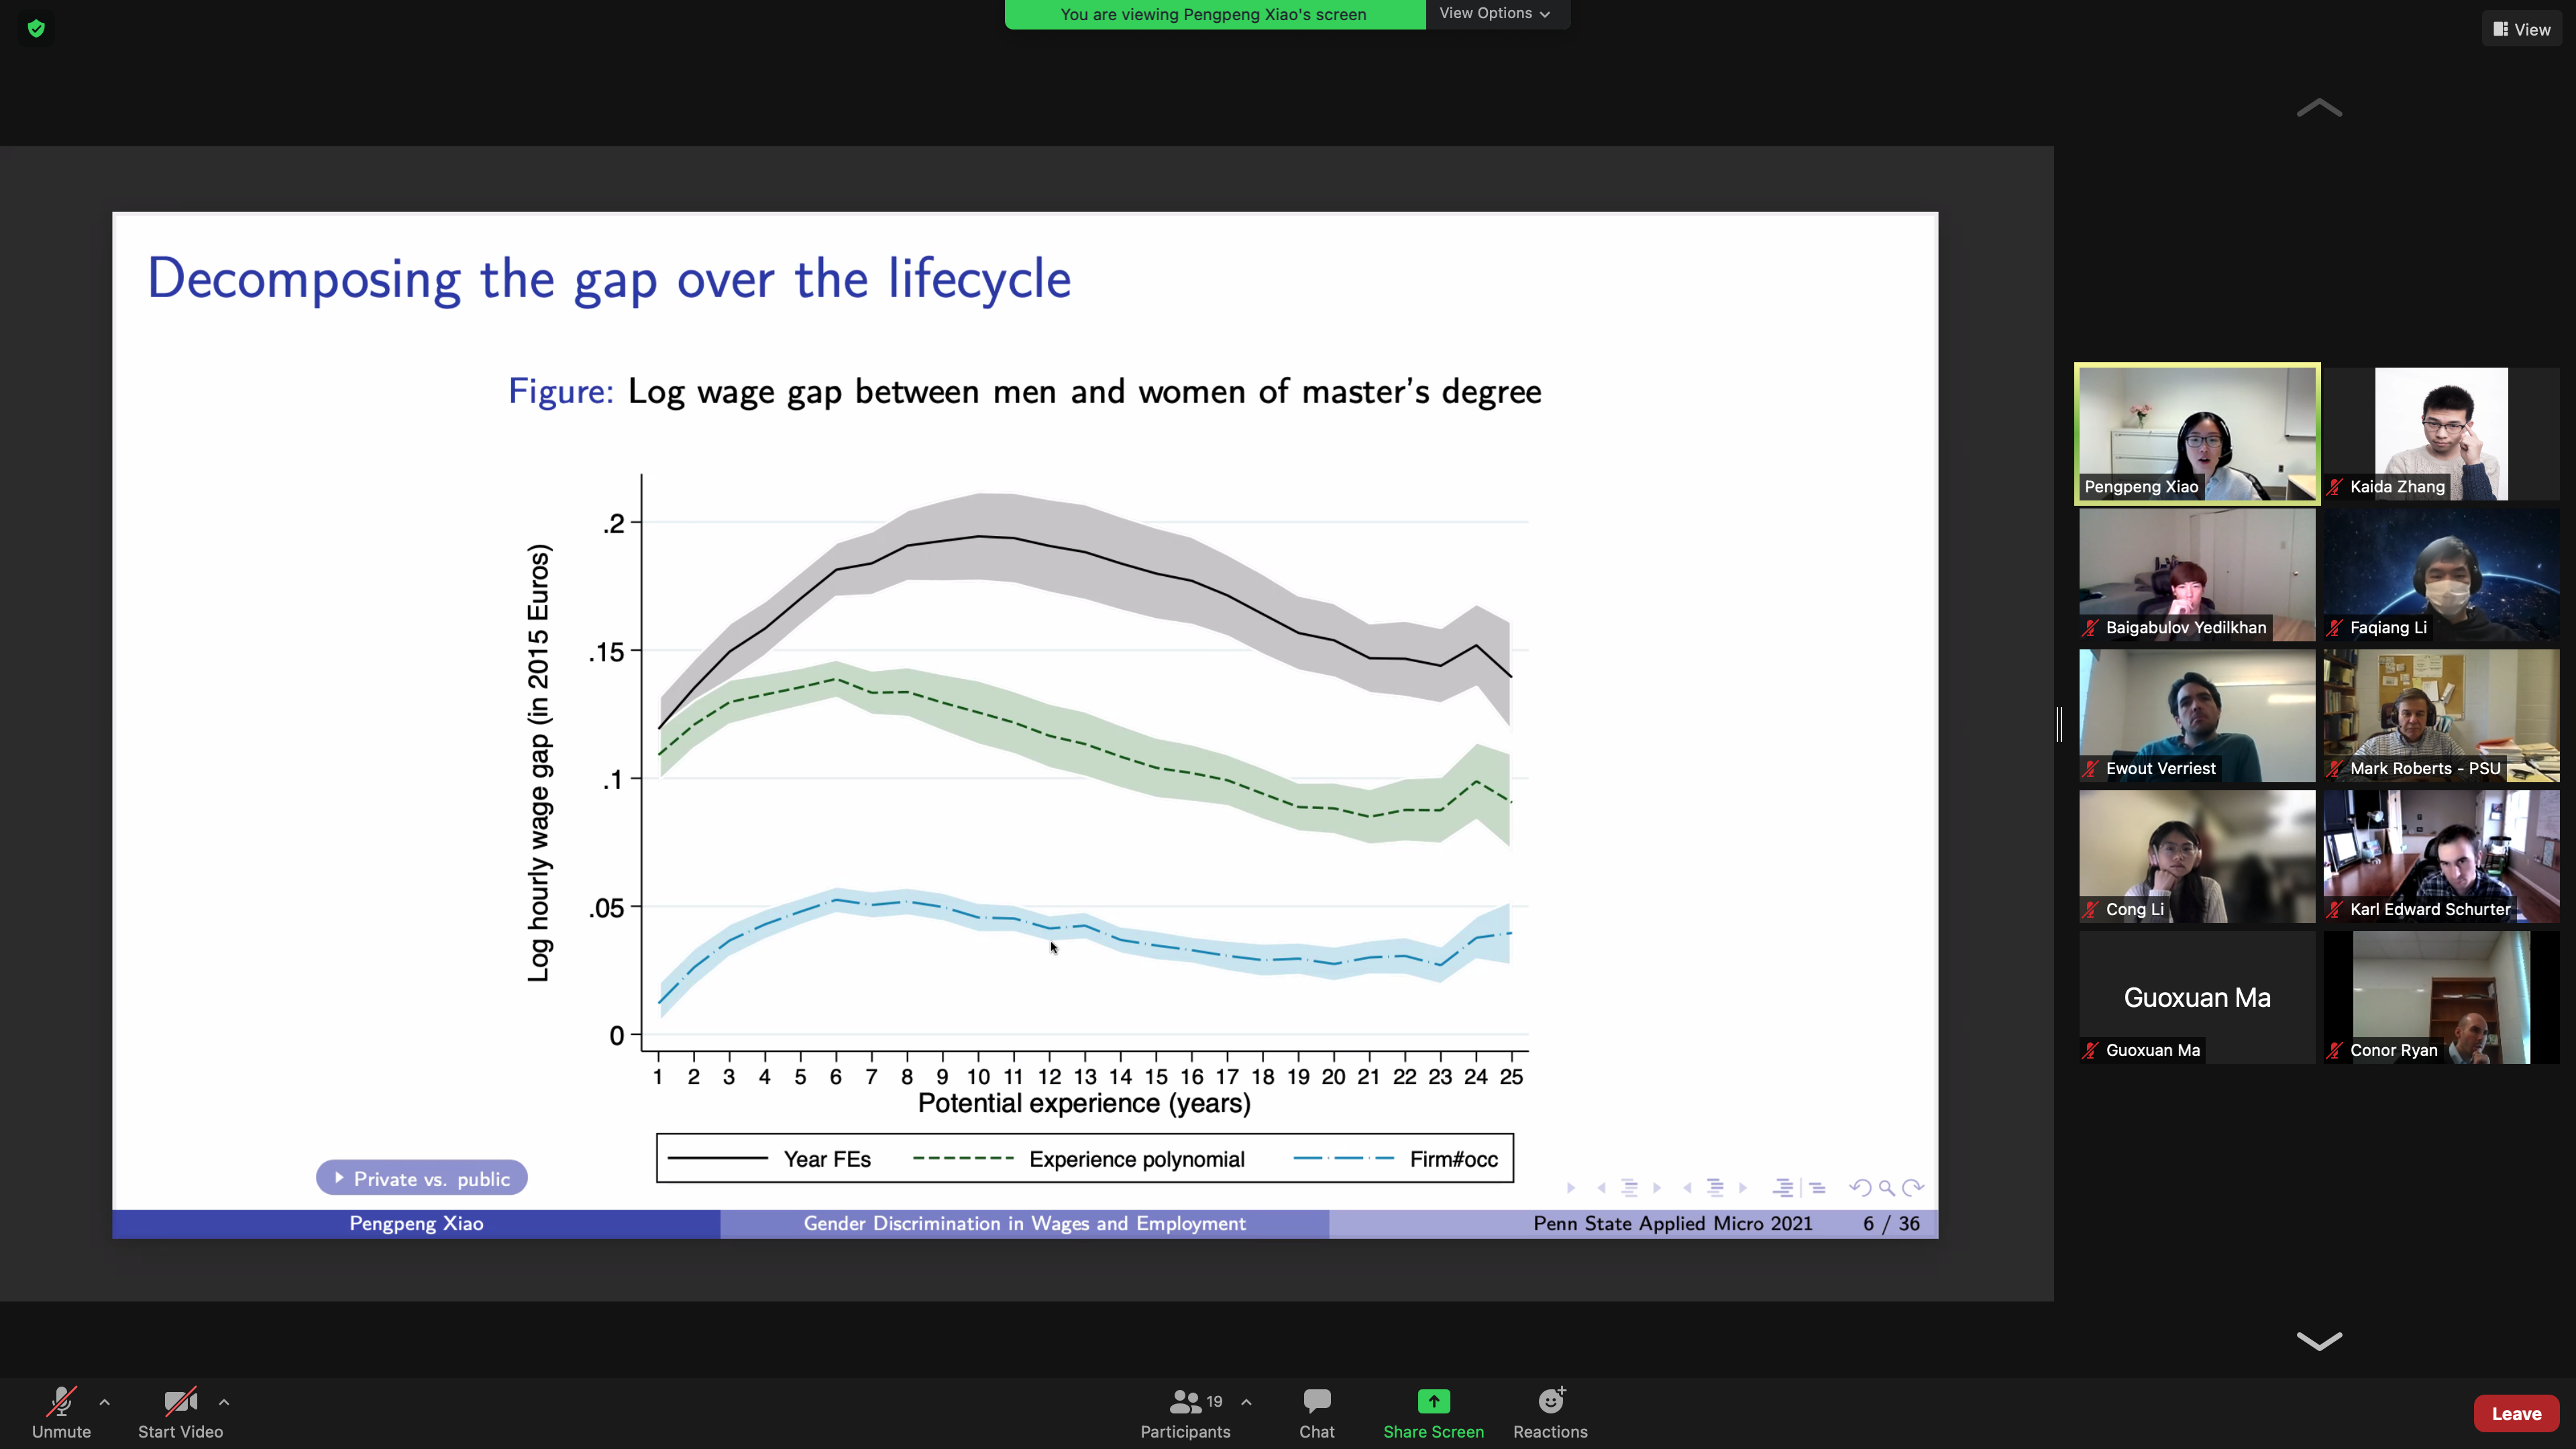 You are viewing Pengpeng Xiao's screen
View Options
View
Decomposing the gap over the lifecycle
Figure: Log wage gap between men and women of master's degree
Log hourly wage gap (in 2015 Euros)
.2
.15
.1
.05
0
1 2 3 4 5 6 7 8 9 10 11 12 13 14 15 16 17 18 19 20 21 22 23 24 25
Potential experience (years)
Year FEs Experience polynomial Firm#occ
Private vs. public
Pengpeng Xiao Gender Discrimination in Wages and Employment Penn State Applied Micro 2021 6 / 36
Pengpeng Xiao
Kaida Zhang
Baigabulov Yedilkhan
Faqiang Li
Ewout Verriest
Mark Roberts - PSU
Cong Li
Karl Edward Schurter
Guoxuan Ma
Guoxuan Ma
Conor Ryan
Unmute
Start Video
19
Participants
Chat
Share Screen
Reactions
Leave